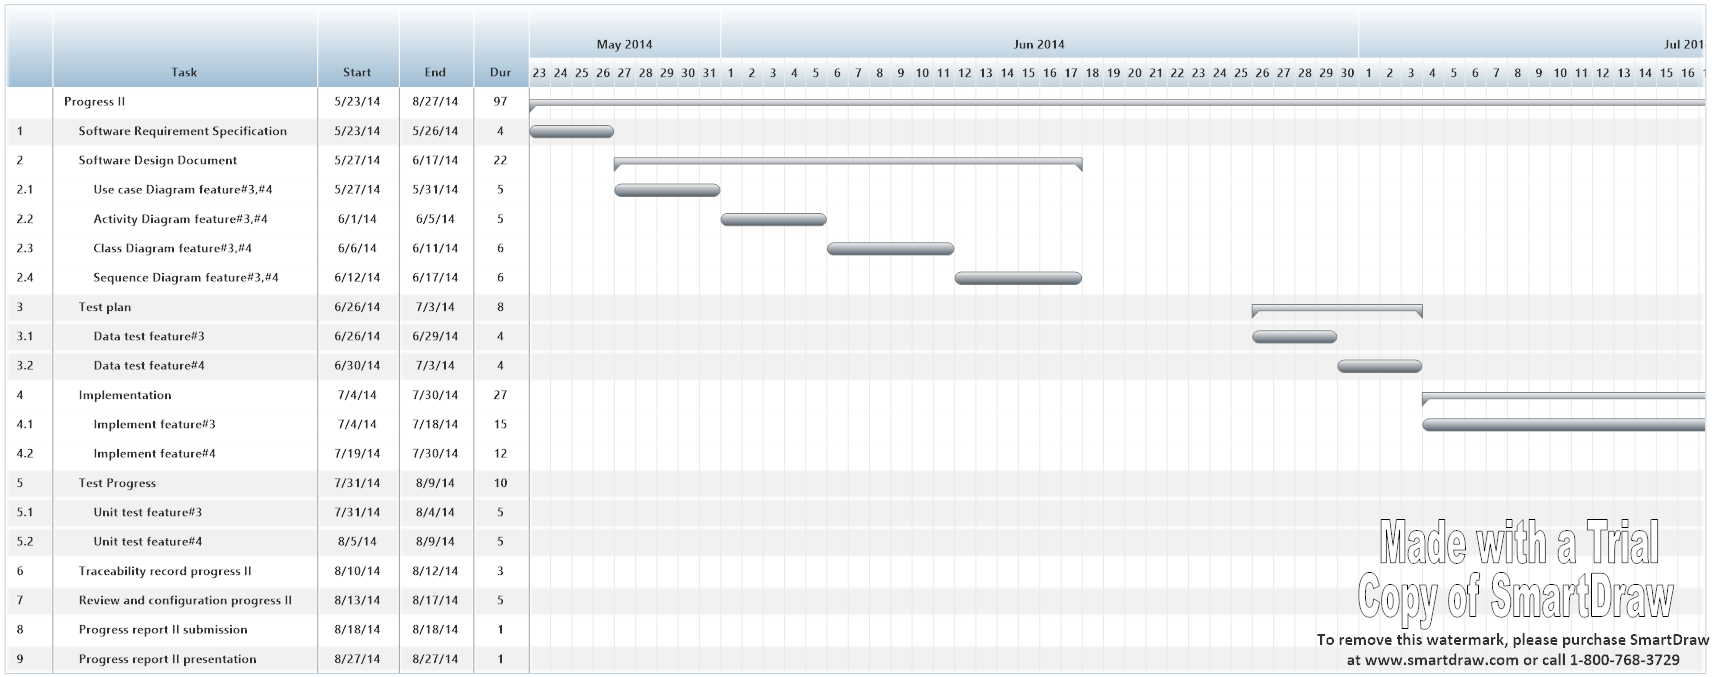 May 2014 Jun 2014 Jul 201
Task Start End Dur 23 24 25 26 27 28 29 30 31 1 2 3 4 5 6 7 8 9 10 11 12 13 14 15 16 17 18 19 20 21 22 23 24 25 26 27 28 29 30 1 2 3 4 5 6 7 8 9 10 11 12 13 14 15 16 1
Progress II 5/23/14 8/27/14 97
1 Software Requirement Specification 5/23/14 5/26/14 4
2 Software Design Document 5/27/14 6/17/14 22
2.1 Use case Diagram feature#3,#4 5/27/14 5/31/14 5
2.2 Activity Diagram feature#3,#4 6/1/14 6/5/14 5
2.3 Class Diagram feature#3,#4 6/6/14 6/11/14 6
2.4 Sequence Diagram feature#3,#4 6/12/14 6/17/14 6
3 Test plan 6/26/14 7/3/14 8
3.1 Data test feature#3 6/26/14 6/29/14 4
3.2 Data test feature#4 6/30/14 7/3/14 4
4 Implementation 7/4/14 7/30/14 27
4.1 Implement feature#3 7/4/14 7/18/14 15
4.2 Implement feature#4 7/19/14 7/30/14 12
5 Test Progress 7/31/14 8/9/14 10
5.1 Unit test feature#3 7/31/14 8/4/14 5
5.2 Unit test feature#4 8/5/14 8/9/14 5
6 Traceability record progress II 8/10/14 8/12/14 3
7 Review and configuration progress II 8/13/14 8/17/14 5
8 Progress report II submission 8/18/14 8/18/14 1
9 Progress report II presentation 8/27/14 8/27/14 1
Made with a Trial
Copy of SmartDraw
To remove this watermark, please purchase SmartDraw
at www.smartdraw.com or call 1-800-768-3729